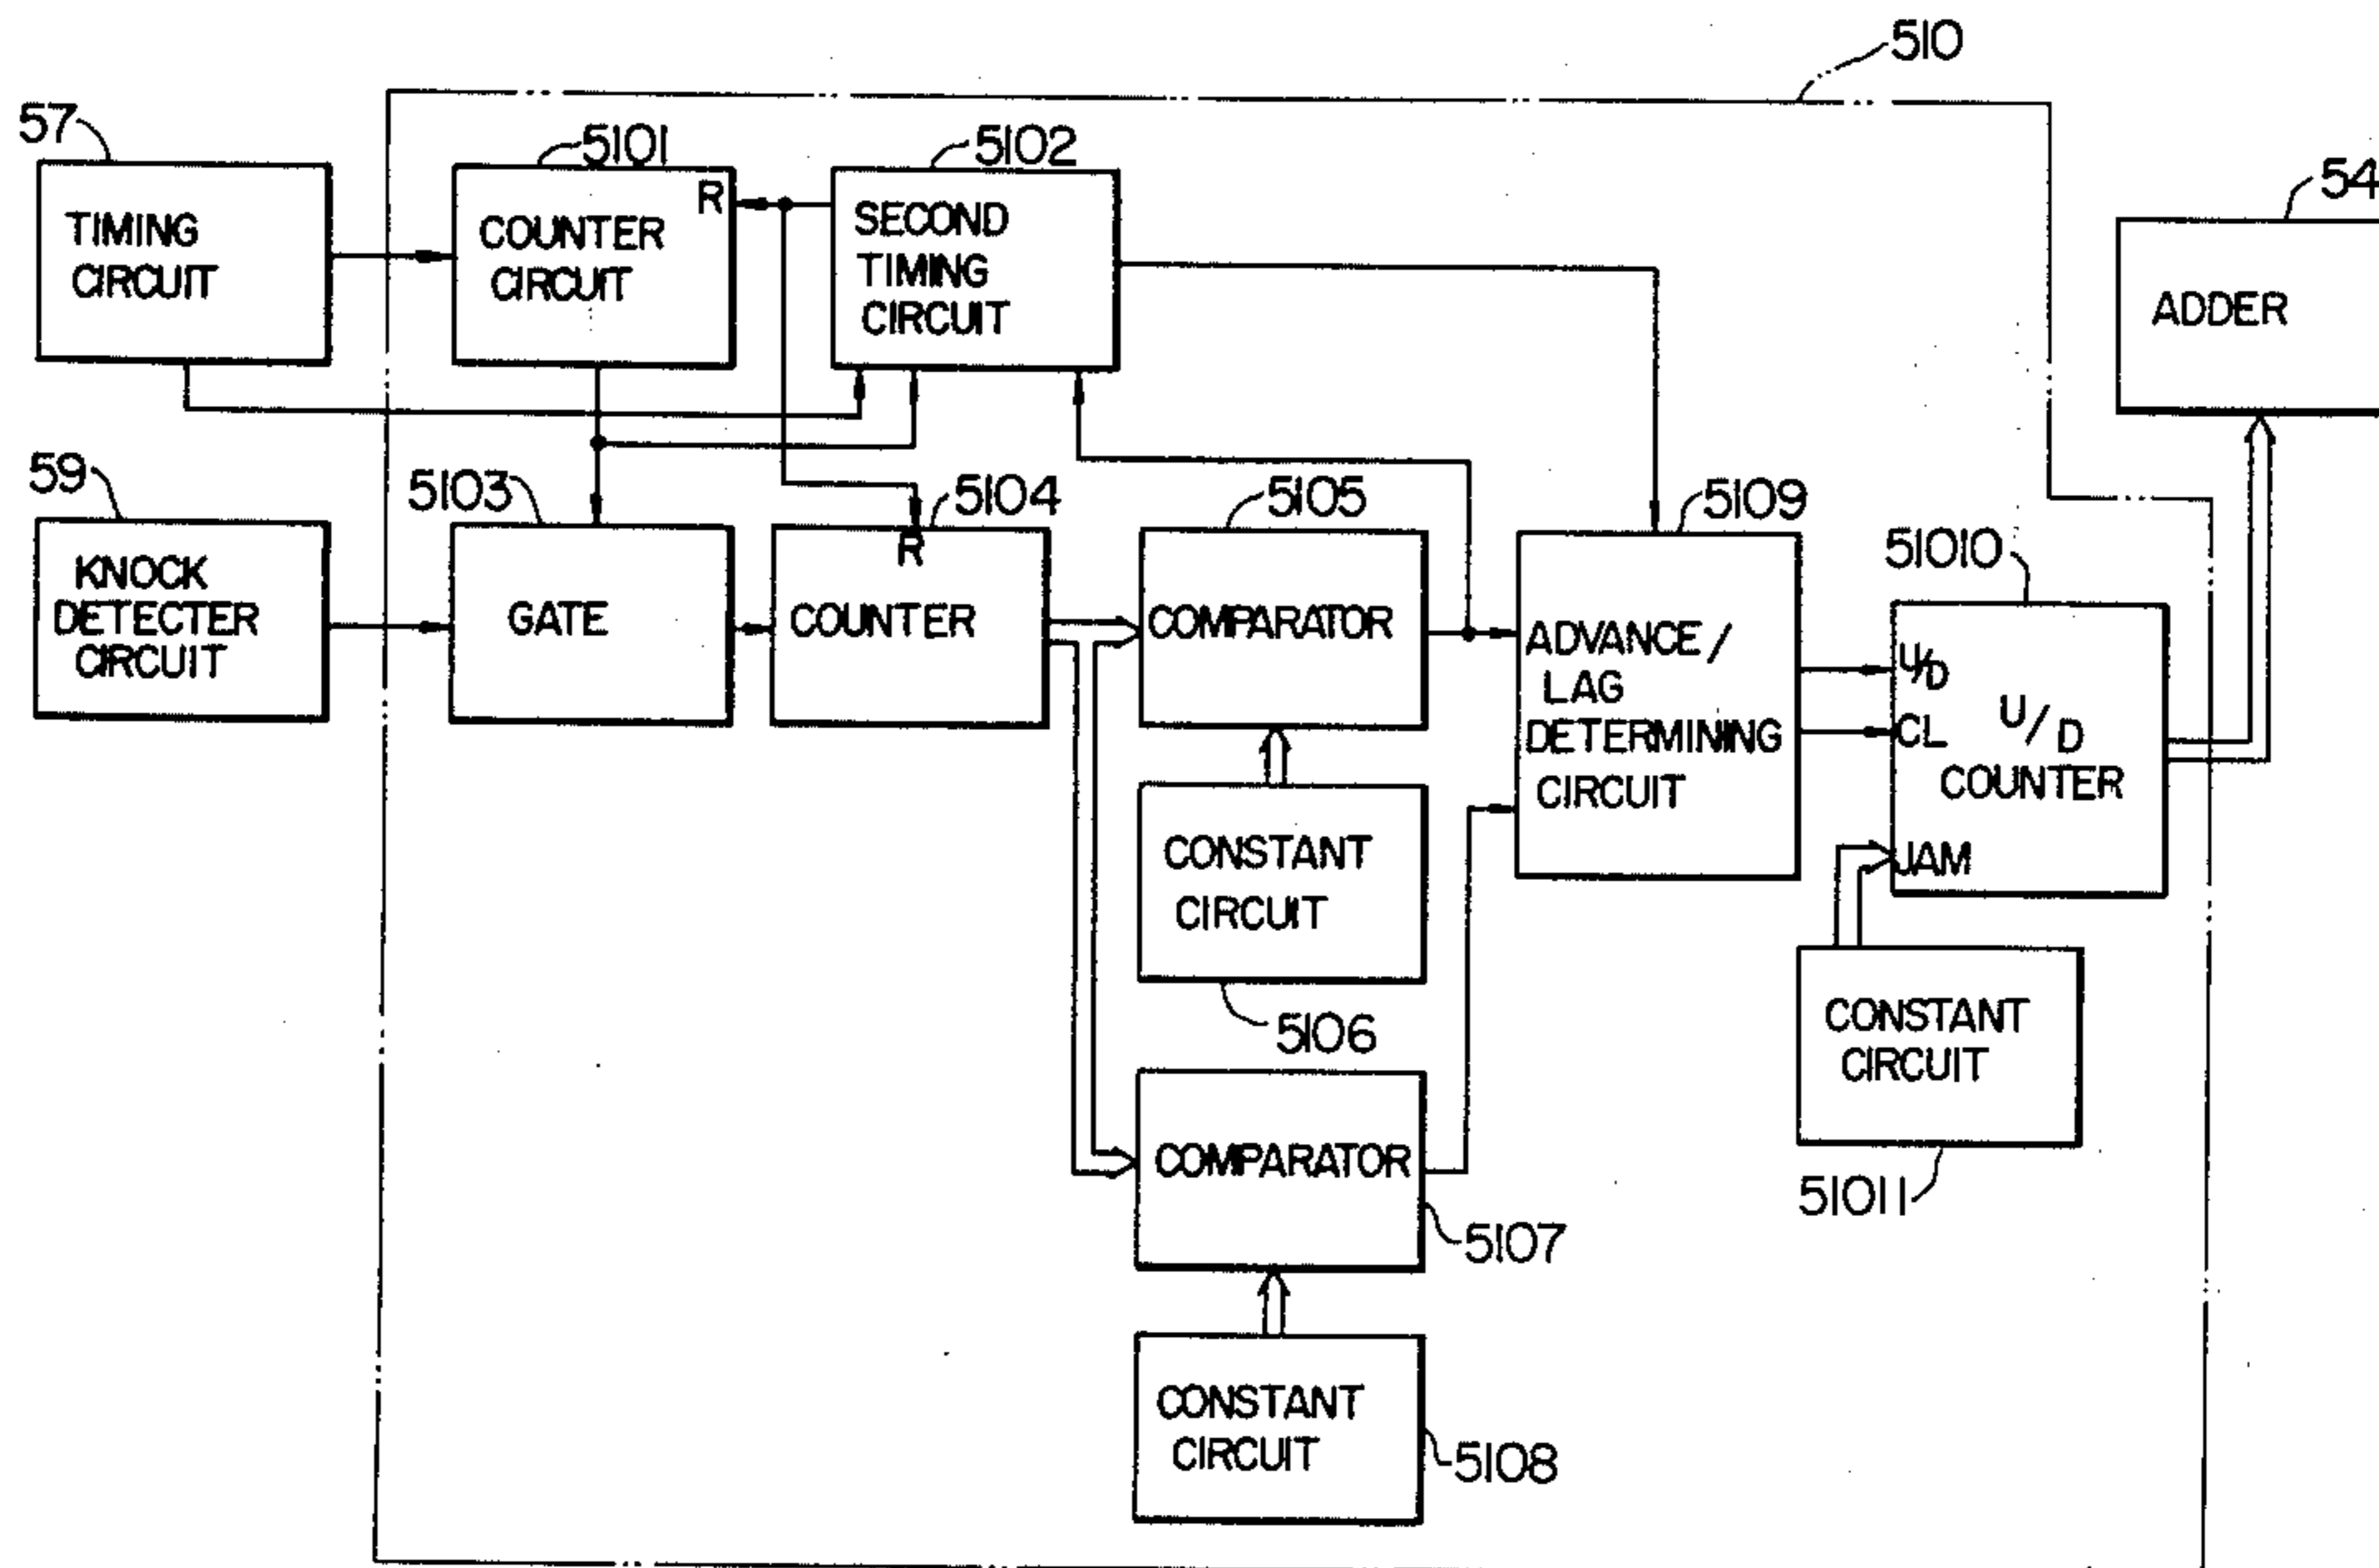 510
57
5101
5102
54
TIMING
CIRCUIT
R
COUNTER
CIRCUIT
SECOND
TIMING
CIRCUIT
ADDER
59
5103
5104
5105
5109
51010
KNOCK
DETECTER
CIRCUIT
GATE
R
COUNTER
COMPARATOR
ADVANCE/
LAG
DETERMINING
CIRCUIT
U/D
CL
JAM
U/D
COUNTER
CONSTANT
CIRCUIT
5106
CONSTANT
CIRCUIT
51011
COMPARATOR
5107
CONSTANT
CIRCUIT
5108